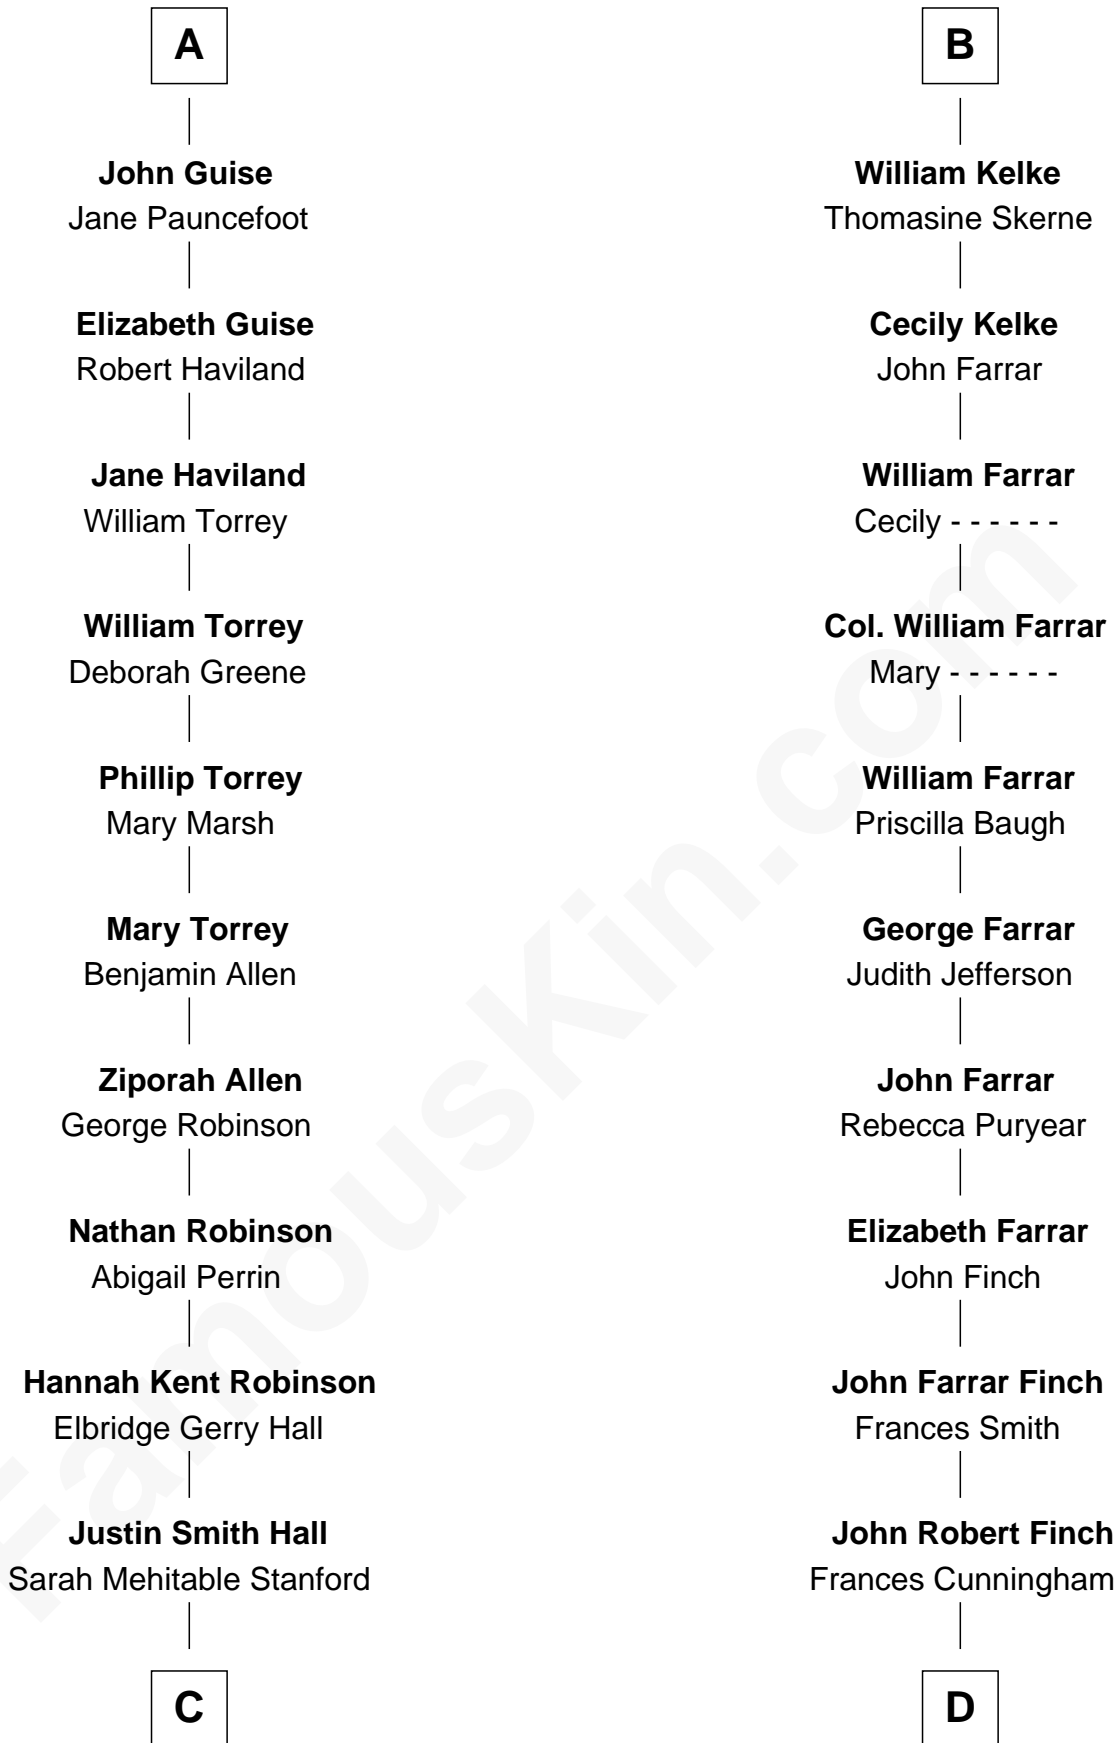 A
John Guise
Jane Pauncefoot
Elizabeth Guise
Robert Haviland
Jane Haviland
William Torrey
William Torrey
Deborah Greene
Phillip Torrey
Mary Marsh
Mary Torrey
Benjamin Allen
Ziporah Allen
George Robinson
Nathan Robinson
Abigail Perrin
Hannah Kent Robinson
Elbridge Gerry Hall
Justin Smith Hall
Sarah Mehitable Stanford
C
B
William Kelke
Thomasine Skerne
Cecily Kelke
John Farrar
William Farrar
Cecily - - - - - -
Col. William Farrar
Mary - - - - - -
William Farrar
Priscilla Baugh
George Farrar
Judith Jefferson
John Farrar
Rebecca Puryear
Elizabeth Farrar
John Finch
John Farrar Finch
Frances Smith
John Robert Finch
Frances Cunningham
D
FamousKin.com